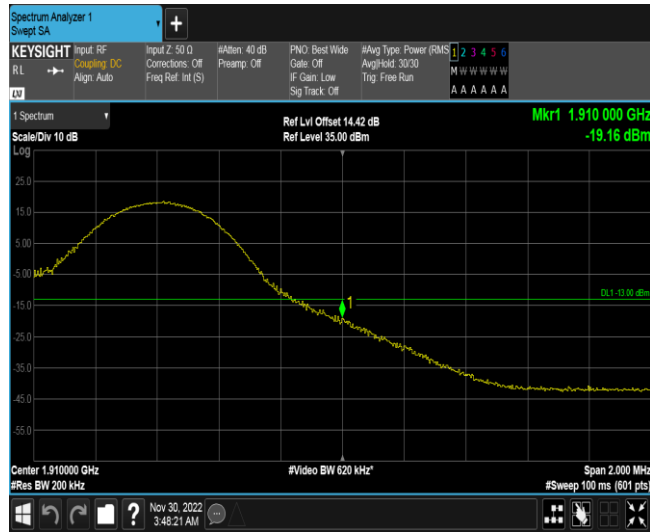 Spectrum Analyzer 1
Swept SA
+
KEYSIGHT Input: RF Input Z: 50 Ω #Atten: 40 dB PNO: Best Wide #Avg Type: Power (RMS 1 2 3 4 5 6
RL Coupling: DC Corrections: Off Preamp: Off Gate: Off Avg|Hold: 30/30 M W W W W W
Align: Auto Freq Ref: Int (S) IF Gain: Low Trig: Free Run
LXI Sig Track: Off A A A A A A
1 Spectrum Ref Lvl Offset 14.42 dB Mkr1 1.910 000 GHz
Scale/Div 10 dB Ref Level 35.00 dBm -19.16 dBm
Log
25.0
15.0
5.00
-5.00
1
DL1 -13.00 dBm
-15.0
-25.0
-35.0
-45.0
-55.0
Center 1.910000 GHz #Video BW 620 kHz* Span 2.000 MHz
#Res BW 200 kHz #Sweep 100 ms (601 pts)
? Nov 30, 2022
3:48:21 AM